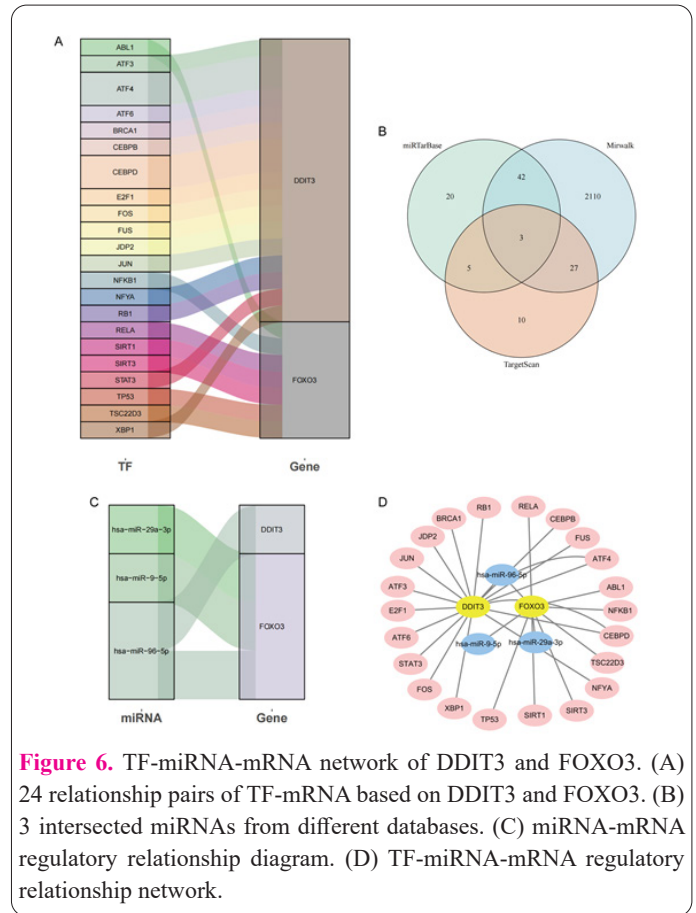 A
ABL1
ATF3
ATF4
ATF6
BRCA1
CEBPB
CEBPD
E2F1
FOS
FUS
JDP2
JUN
NFKB1
NFYA
RB1
RELA
SIRT1
SIRT3
STAT3
TP53
TSC22D3
XBP1
DDIT3
FOXO3
TF
Gene
B
miRTarBase
Mirwalk
20
42
2110
3
5
27
10
TargetScan
C
hsa-miR-29a-3p
hsa-miR-9-5p
hsa-miR-96-5p
DDIT3
FOXO3
miRNA
Gene
D
RB1
RELA
BRCA1
CEBPB
JDP2
FUS
JUN
ATF4
hsa-miR-96-5p
ATF3
ABL1
E2F1
DDIT3
FOXO3
NFKB1
ATF6
CEBPD
hsa-miR-9-5p
hsa-miR-29a-3p
STAT3
TSC22D3
FOS
NFYA
XBP1
SIRT3
TP53
SIRT1
Figure 6. TF-miRNA-mRNA network of DDIT3 and FOXO3. (A)
24 relationship pairs of TF-mRNA based on DDIT3 and FOXO3. (B)
3 intersected miRNAs from different databases. (C) miRNA-mRNA
regulatory relationship diagram. (D) TF-miRNA-mRNA regulatory
relationship network.